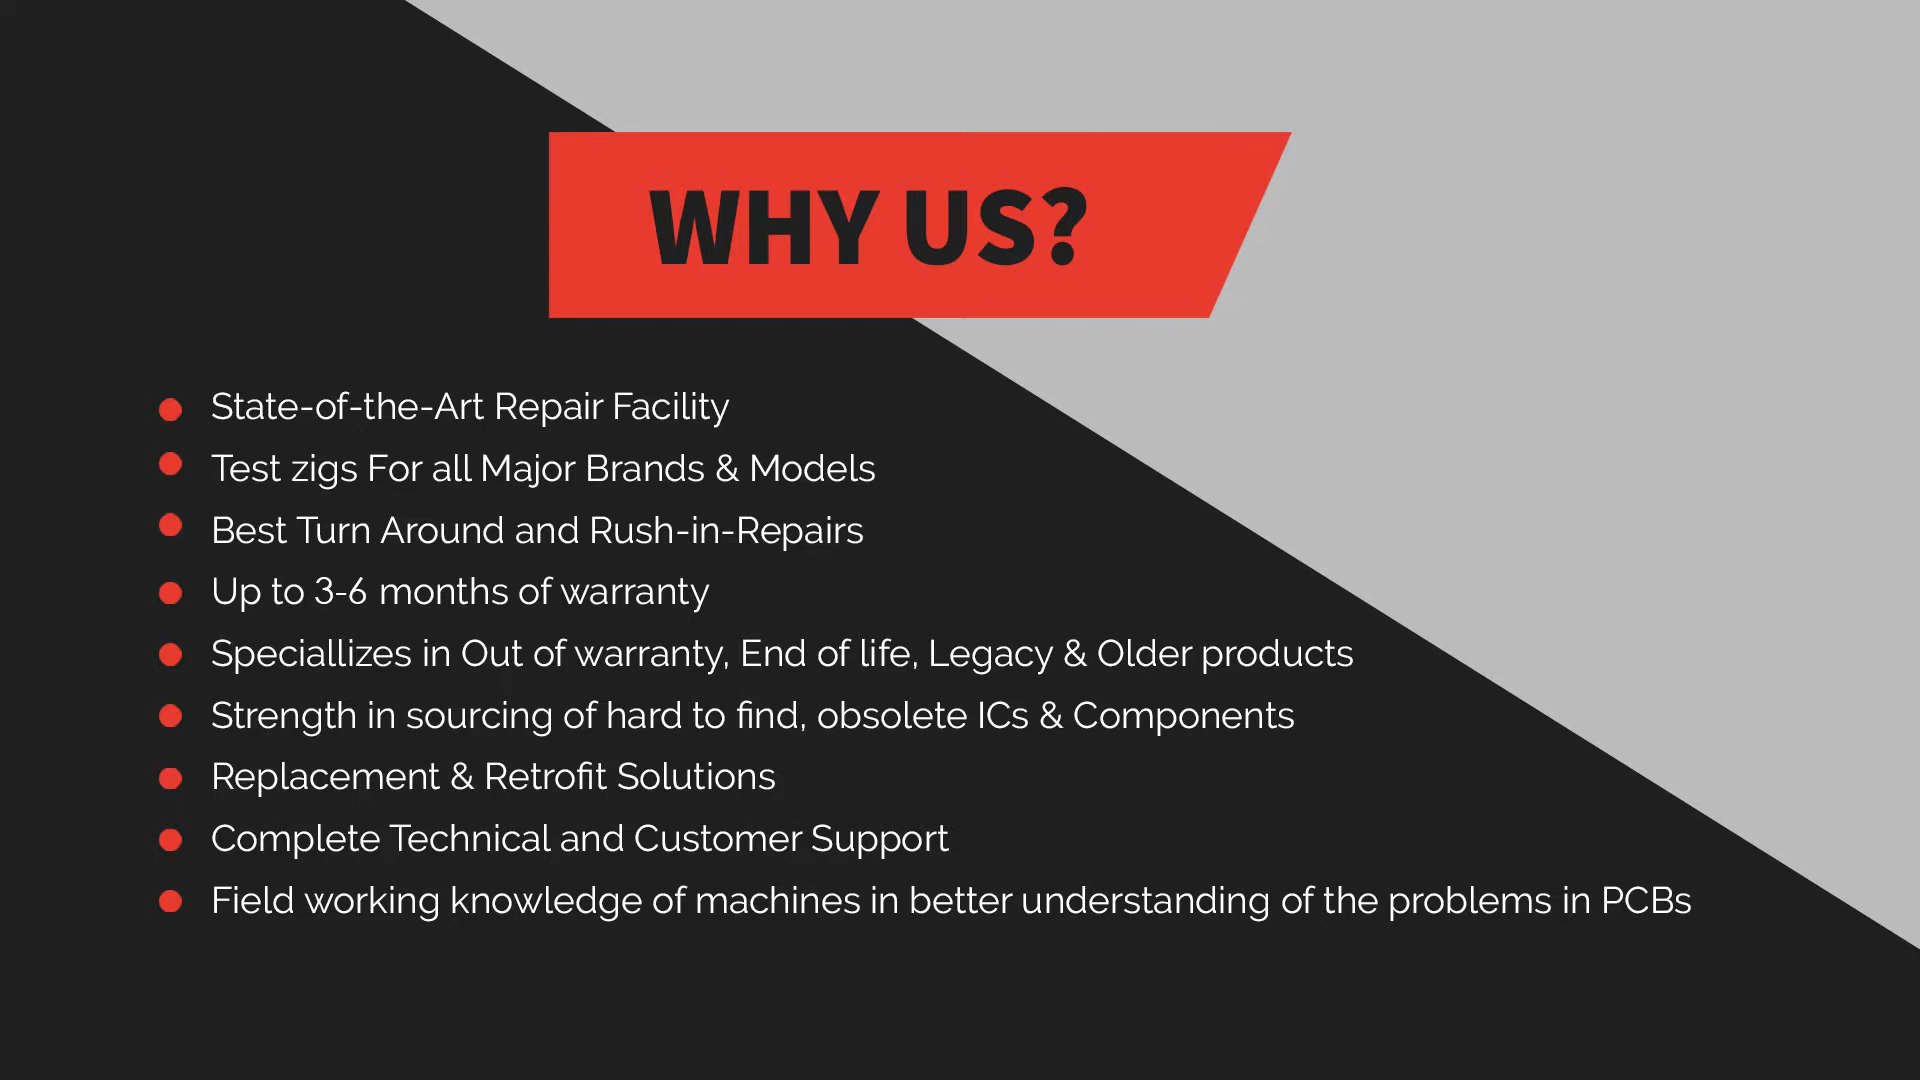 WHY US?
State-of-the-Art Repair Facility
Test zigs For all Major Brands & Models
Best Turn Around and Rush-in-Repairs
Up to 3-6 months of warranty
Speciallizes in Out of warranty, End of life, Legacy & Older products
Strength in sourcing of hard to find, obsolete ICs & Components
Replacement & Retrofit Solutions
Complete Technical and Customer Support
Field working knowledge of machines in better understanding of the problems in PCBs